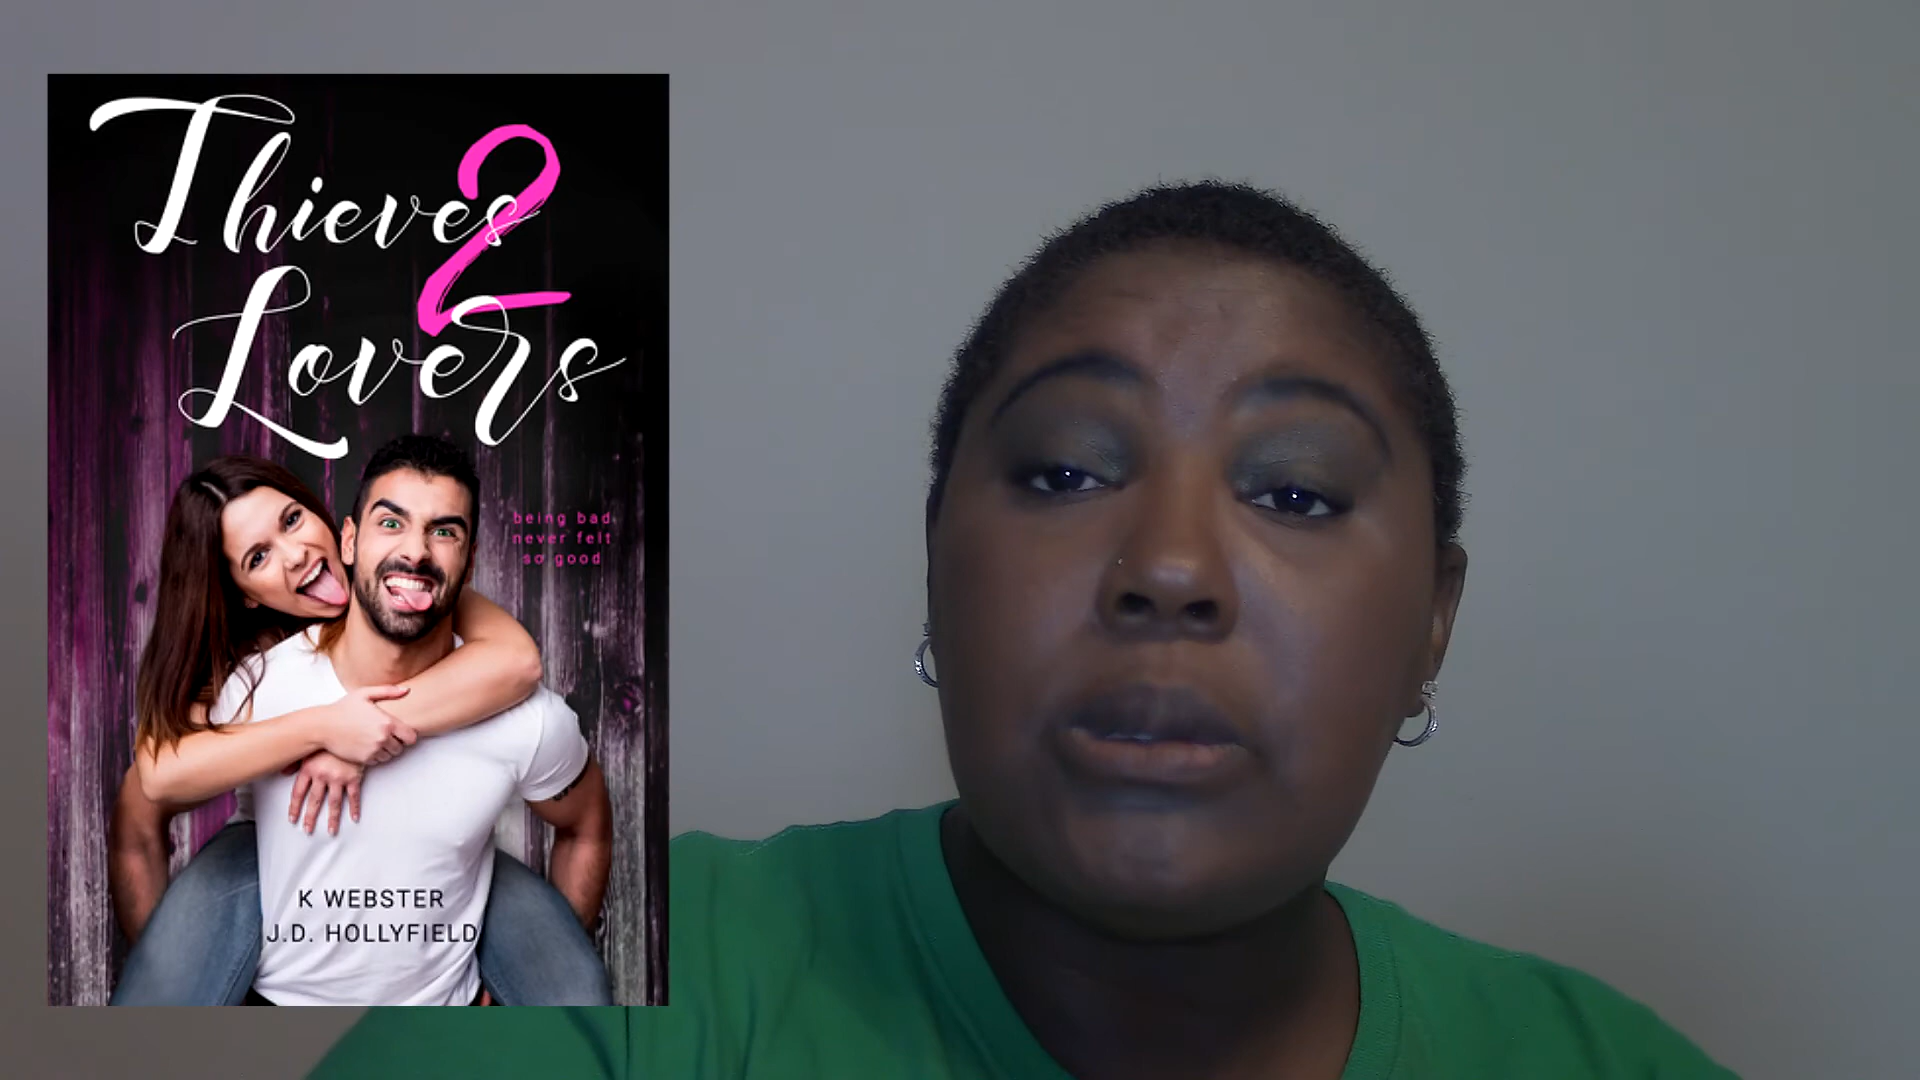 Thieves 2
Lovers
being bad
never felt
so good
K WEBSTER
J.D. HOLLYFIELD